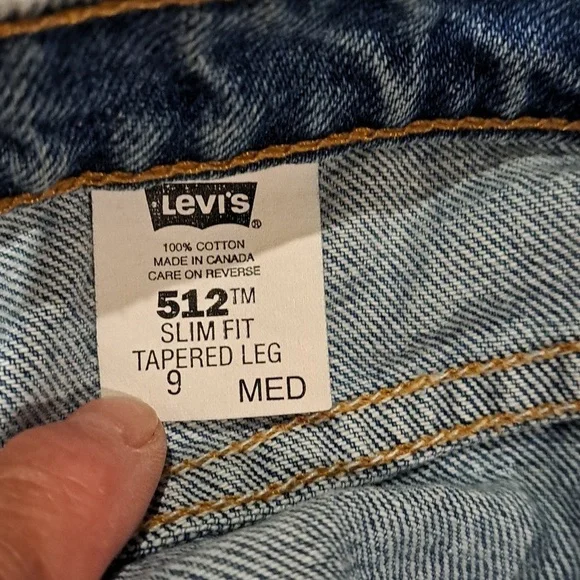 Levi's ®
100% COTTON
MADE IN CANADA
CARE ON REVERSE
512™
SLIM FIT
TAPERED LEG
9 MED